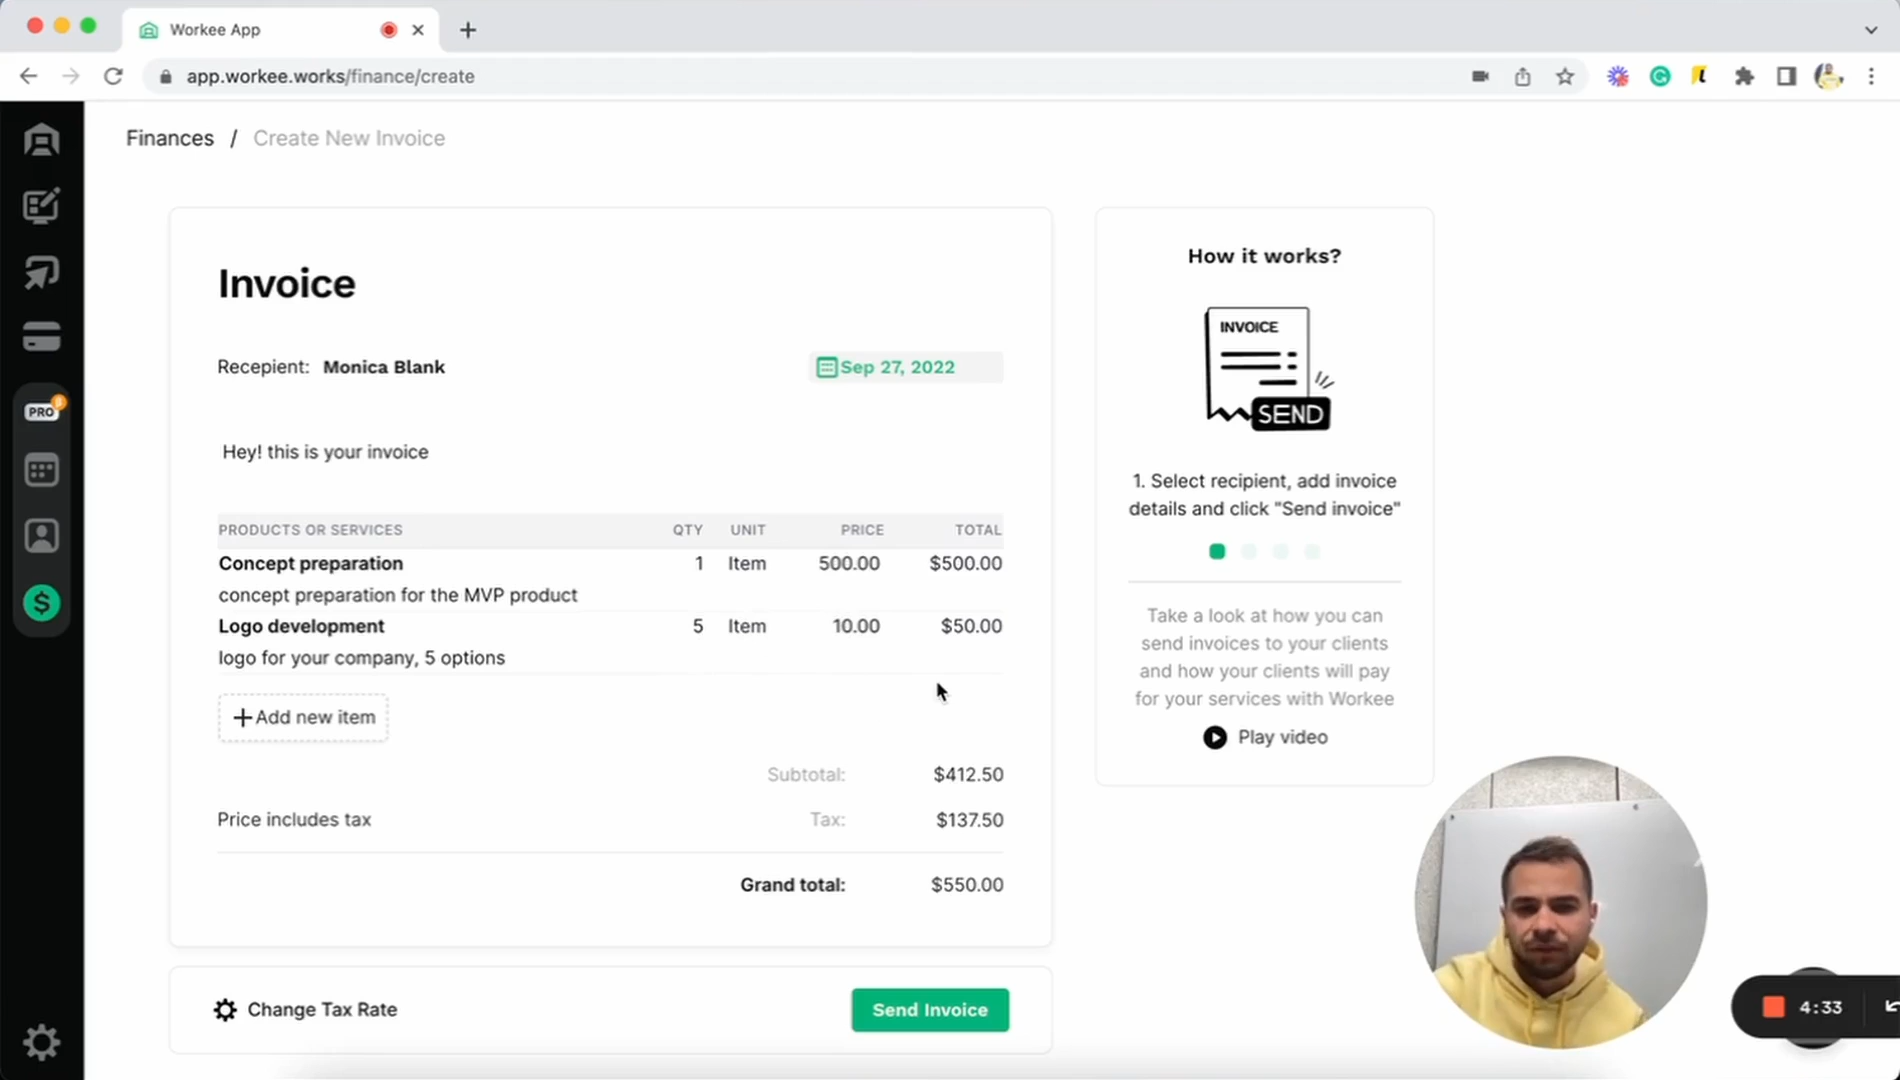 Workee App
app.workee.works/finance/create
Finances / Create New Invoice
Invoice
Recepient: Monica Blank
Sep 27, 2022
Hey! this is your invoice
PRODUCTS OR SERVICES QTY UNIT PRICE TOTAL
Concept preparation 1 Item 500.00 $500.00
concept preparation for the MVP product
Logo development 5 Item 10.00 $50.00
logo for your company, 5 options
+ Add new item
Subtotal: $412.50
Price includes tax Tax: $137.50
Grand total: $550.00
Change Tax Rate
Send Invoice
How it works?
INVOICE
SEND
1. Select recipient, add invoice
details and click "Send invoice"
Take a look at how you can
send invoices to your clients
and how your clients will pay
for your services with Workee
Play video
PRO
$
4:33